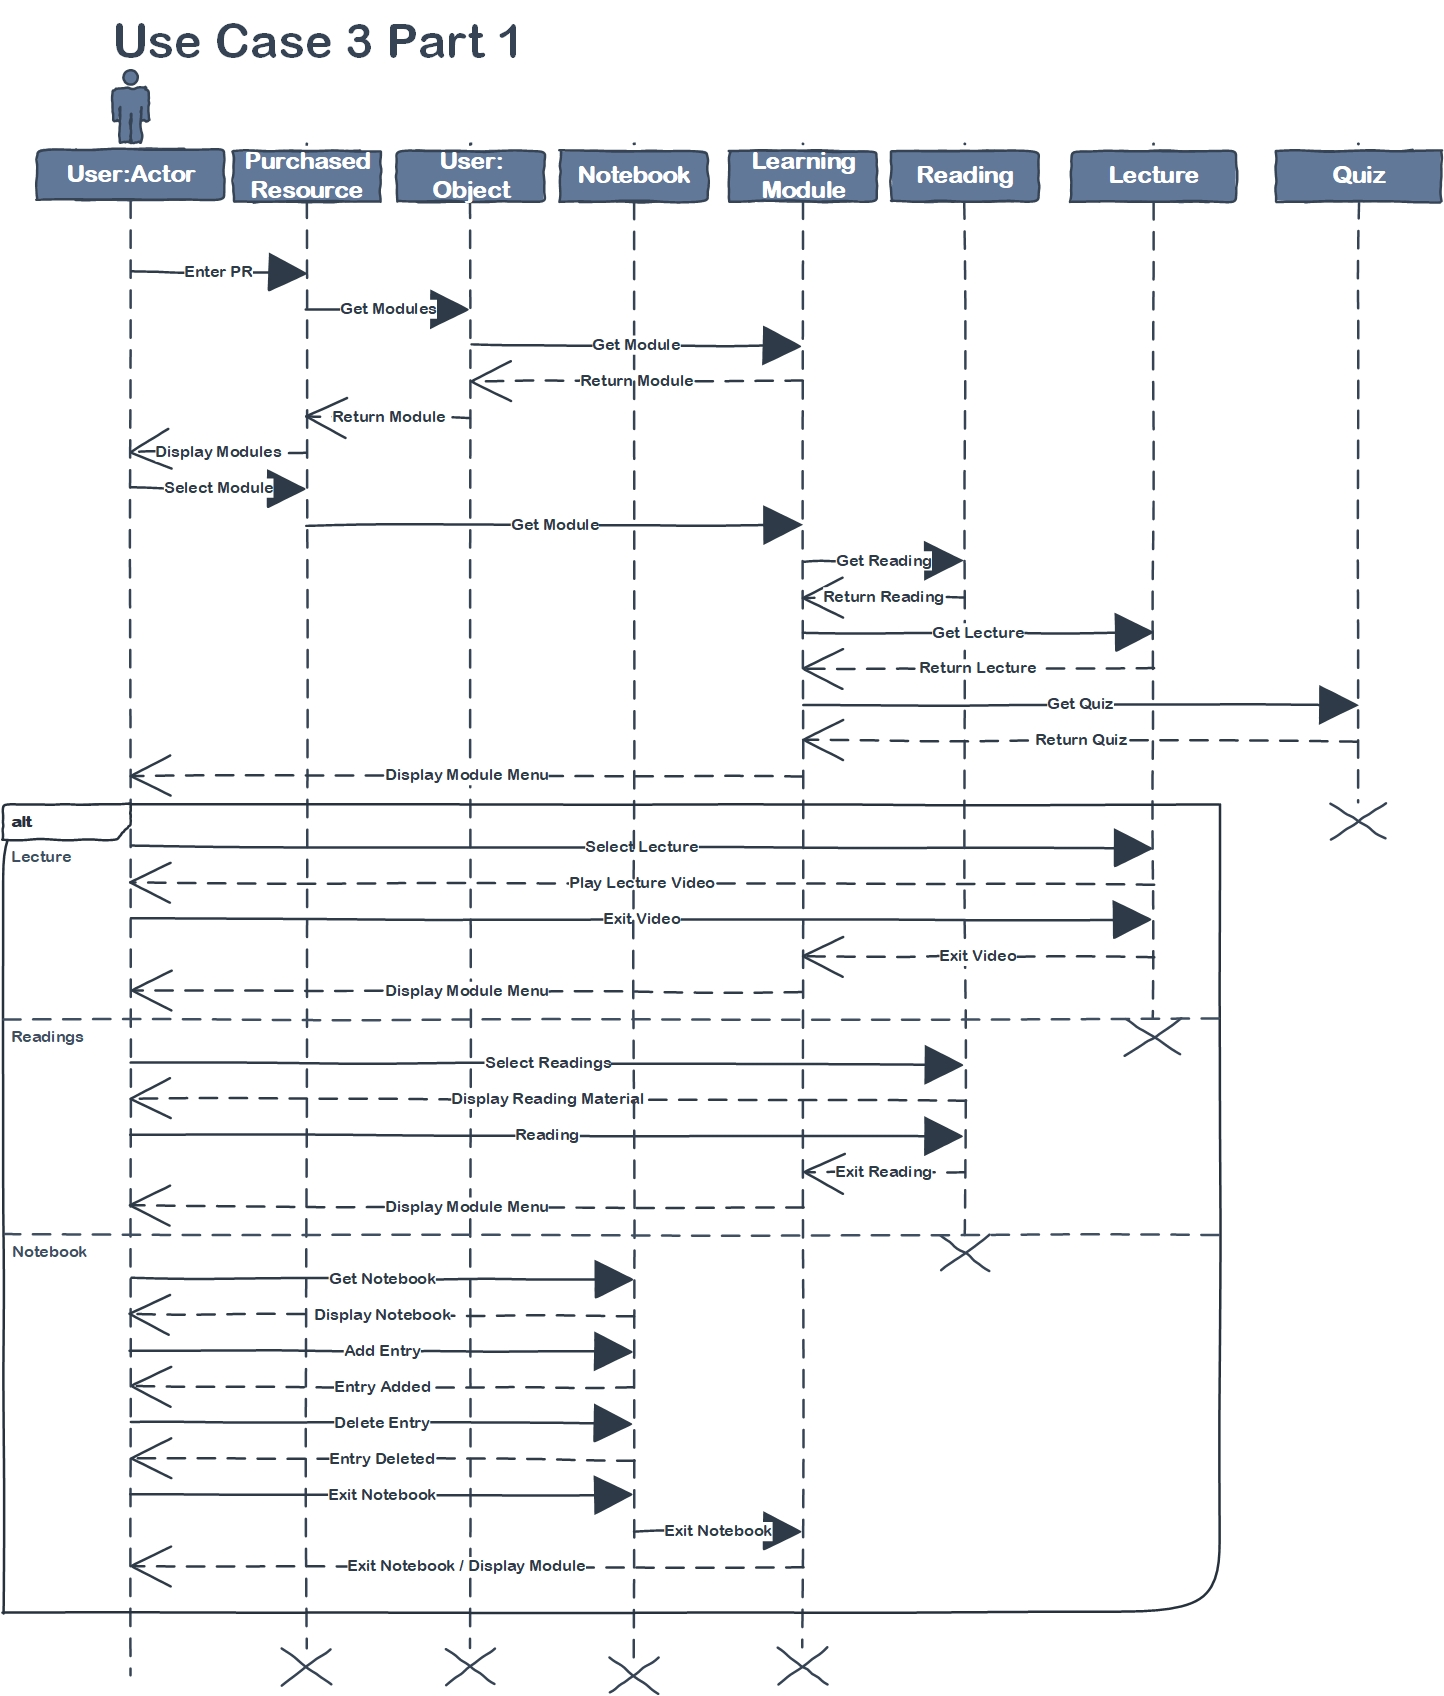 Use Case 3 Part 1
User:Actor
Purchased
Resource
User:
Object
Notebook
Learning
Module
Reading
Lecture
Quiz
Enter PR
Get Modules
Get Module
Return Module
Return Module
Display Modules
Select Module
Get Module
Get Reading
Return Reading
Get Lecture
Return Lecture
Get Quiz
Return Quiz
Display Module Menu
alt
Select Lecture
Lecture
Play Lecture Video
Exit Video
Exit Video
Display Module Menu
Readings
Select Readings
Display Reading Material
Reading
Exit Reading
Display Module Menu
Notebook
Get Notebook
Display Notebook
Add Entry
Entry Added
Delete Entry
Entry Deleted
Exit Notebook
Exit Notebook
Exit Notebook / Display Module